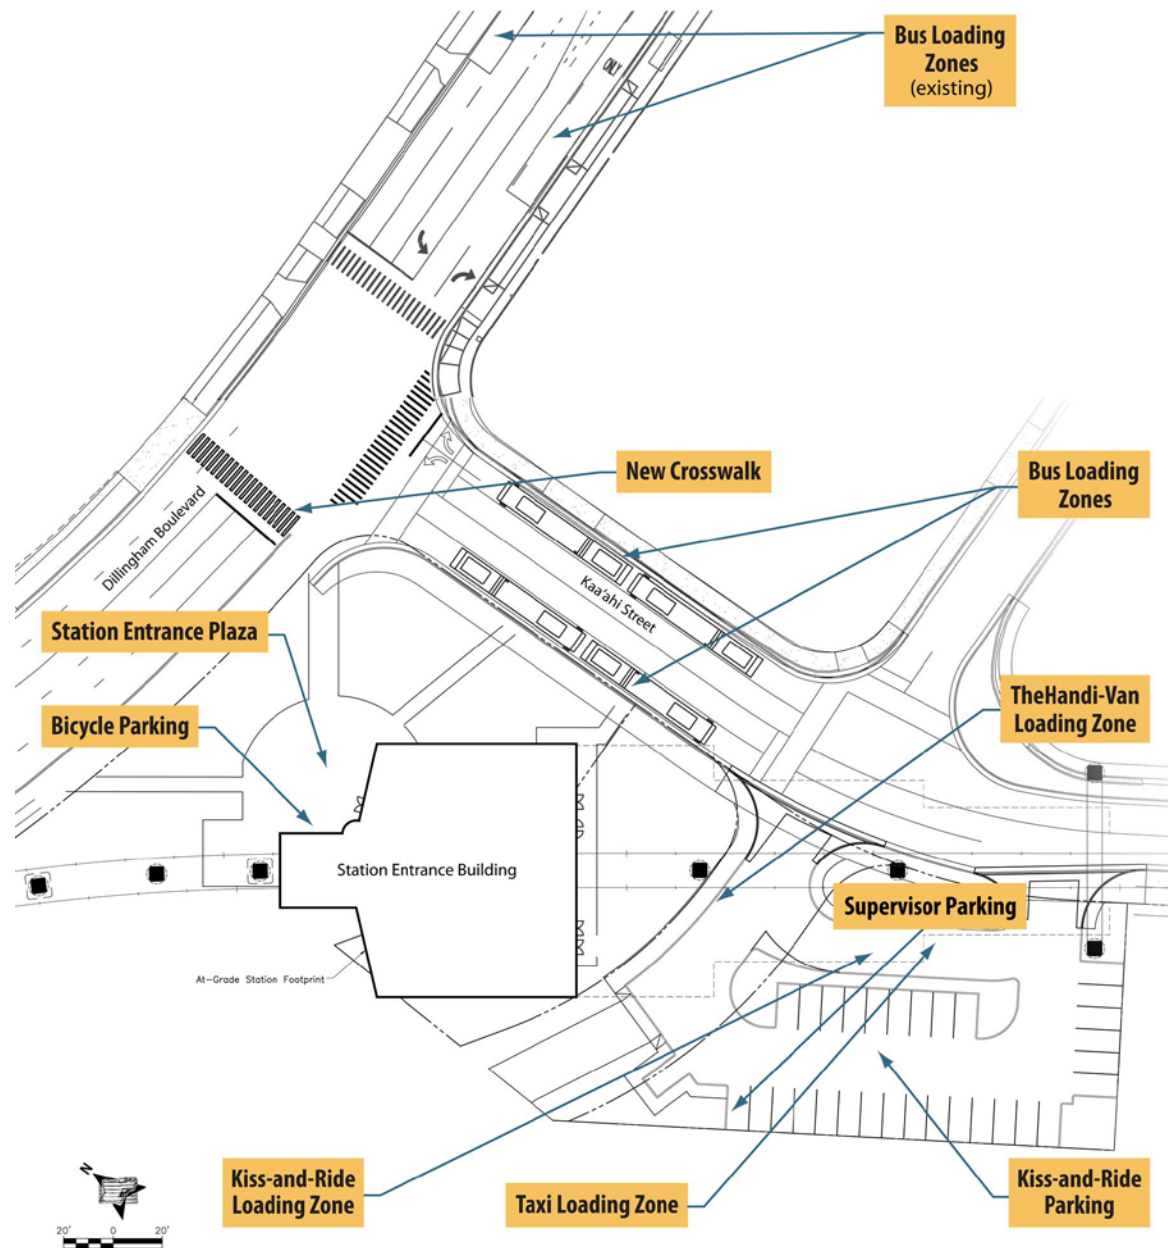 Bus Loading
Zones
(existing)
ONLY
New Crosswalk
Bus Loading
Zones
Dillingham Boulevard
Kaa'ahi Street
Station Entrance Plaza
TheHandi-Van
Loading Zone
Bicycle Parking
Station Entrance Building
Supervisor Parking
At-Grade Station Footprint
Kiss-and-Ride
Loading Zone
Taxi Loading Zone
Kiss-and-Ride
Parking
N
20' 0 20'